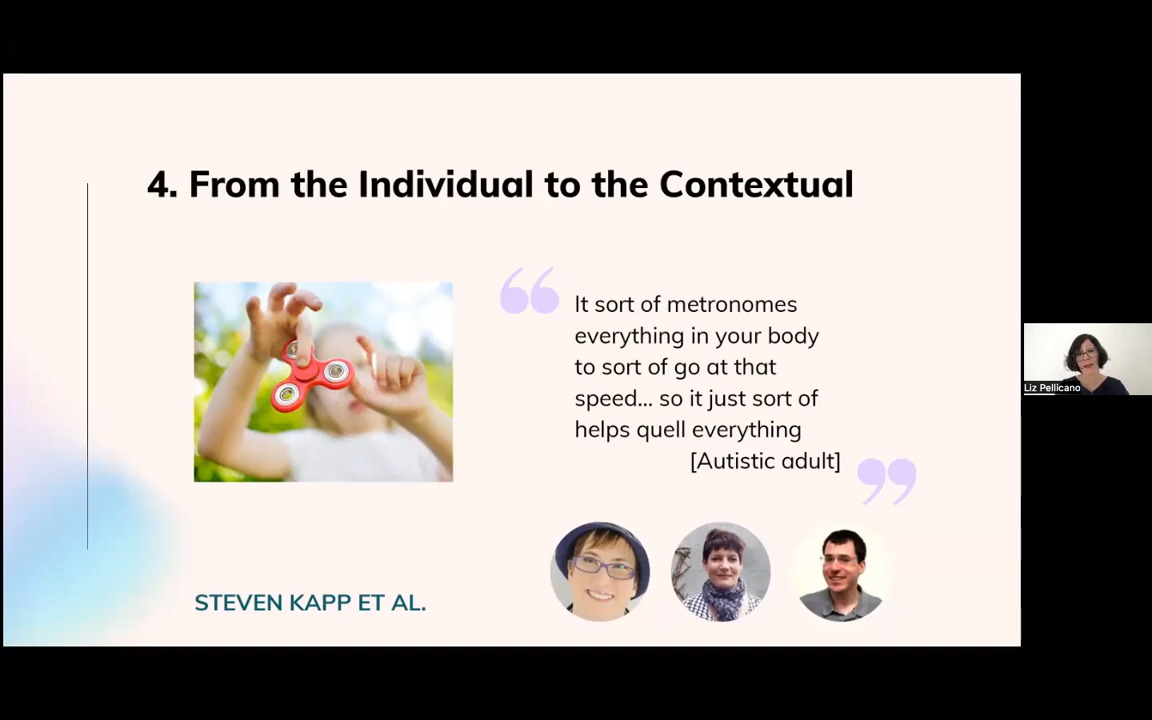 4. From the Individual to the Contextual
“
It sort of metronomes
everything in your body
to sort of go at that
speed... so it just sort of
helps quell everything
[Autistic adult]
”
STEVEN KAPP ET AL.
Liz Pellicano